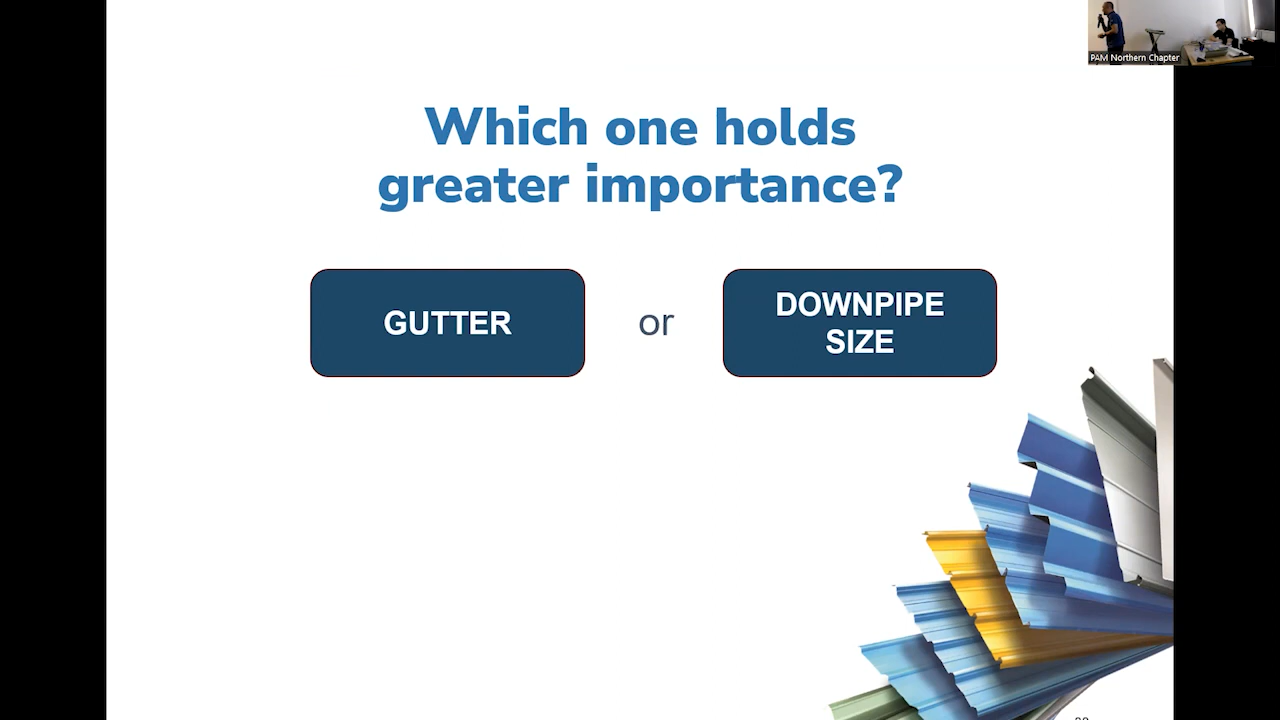 PAM Northern Chapter
Which one holds
greater importance?
GUTTER
or
DOWNPIPE
SIZE